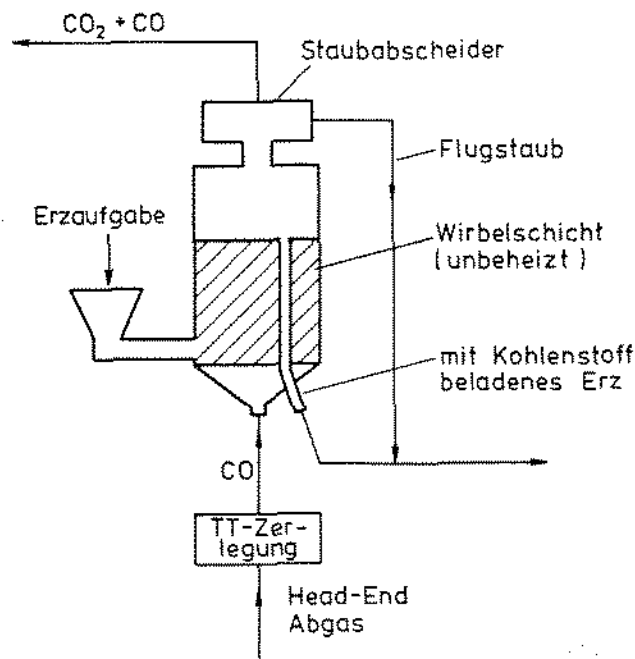 CO₂ + CO
Staubabscheider
Flugstaub
Erzaufgabe
Wirbelschicht
(unbeheizt)
mit Kohlenstoff
beladenes Erz
CO
TT-Zer-
legung
Head-End
Abgas